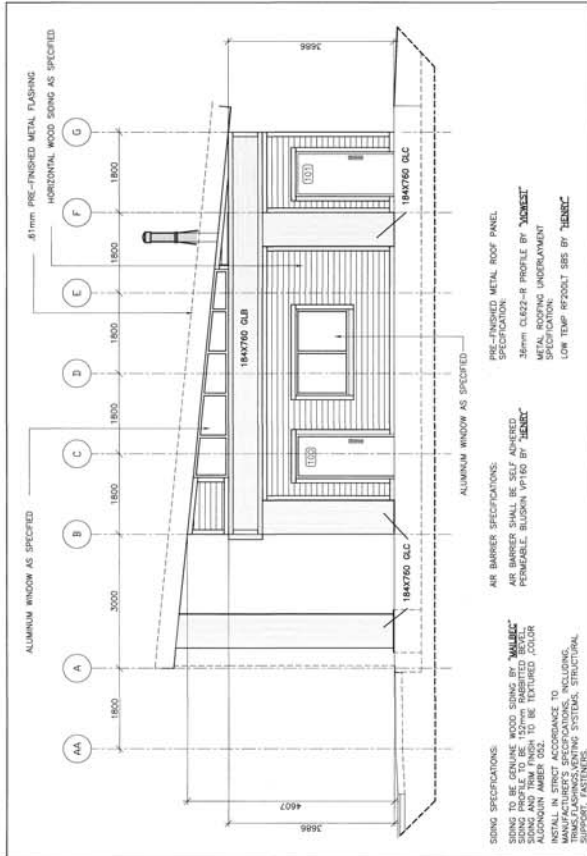 .61mm PRE-FINISHED METAL FLASHING
HORIZONTAL WOOD SIDING AS SPECIFIED
ALUMINUM WINDOW AS SPECIFIED
AA
A
B
C
D
E
F
G
1800
3000
1800
1800
1800
1800
1800
4607
3686
3686
184X760 GLB
103
101
184X760 GLC
184X760 GLC
ALUMINUM WINDOW AS SPECIFIED
SIDING SPECIFICATIONS:
SIDING TO BE GENUINE WOOD SIDING BY "MAILBEC"
SIDING PROFILE TO BE 152mm RABBITTED BEVEL,
SIDING AND TRIM FINISH TO BE TEXTURED ,COLOR
ALGONQUIN AMBER 052.
INSTALL IN STRICT ACCORDANCE TO
MANUFACTURER'S SPECIFICATIONS, INCLUDING,
TRIMS,FLASHINGS,VENTING SYSTEMS, STRUCTURAL
SUPPORT, FASTENERS.
AIR BARRIER SPECIFICATIONS:
AIR BARRIER SHALL BE SELF ADHERED
PERMEABLE, BLUSKIN VP160 BY "HENRY"
PRE-FINISHED METAL ROOF PANEL
SPECIFICATION:
36mm CL622-R PROFILE BY "VICWEST"
METAL ROOFING UNDERLAYMENT
SPECIFICATION:
LOW TEMP RF200LT SBS BY "HENRY"